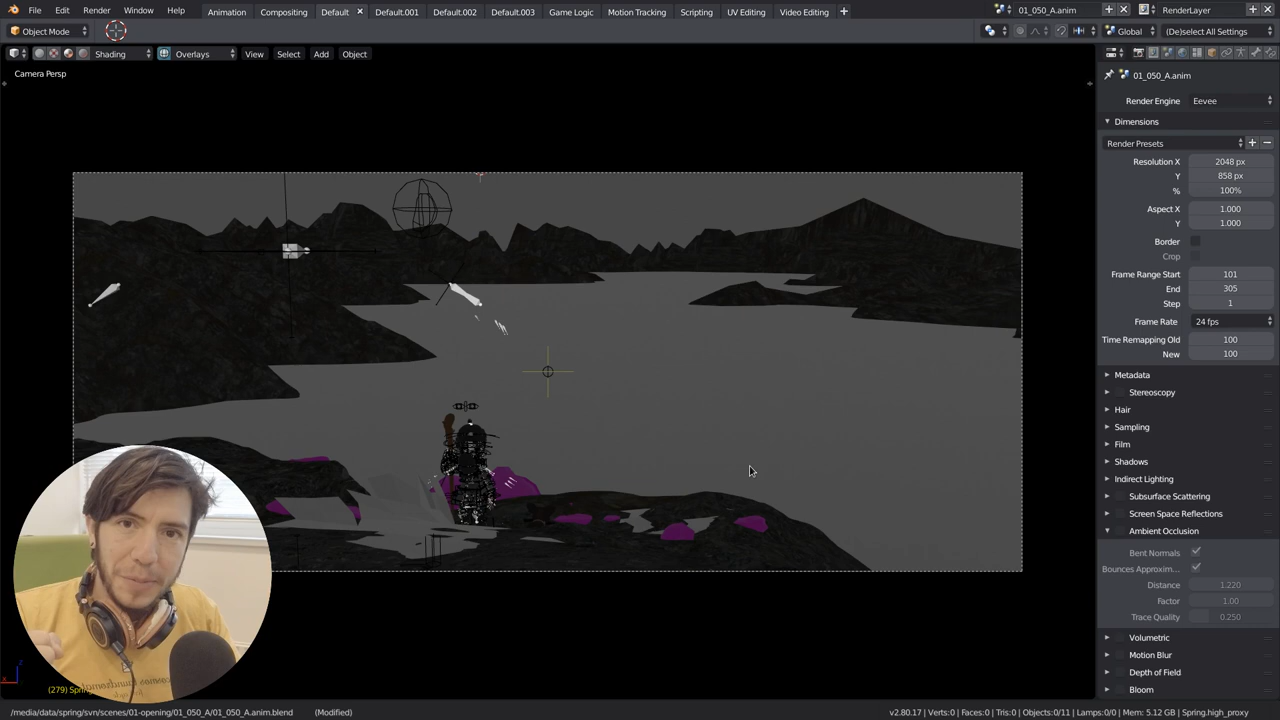 File Edit Render Window Help Animation Compositing Default Default.001 Default.002 Default.003 Game Logic Motion Tracking Scripting UV Editing Video Editing 01_050_A.anim RenderLayer
Object Mode Global (De)select All Settings
Shading Overlays View Select Add Object
Camera Persp
01_050_A.anim
Render Engine Eevee
Dimensions
Render Presets
Resolution X 2048 px
Y 858 px
% 100%
Aspect X 1.000
Y 1.000
Border
Crop
Frame Range Start 101
End 305
Step 1
Frame Rate 24 fps
Time Remapping Old 100
New 100
Metadata
Stereoscopy
Hair
Sampling
Film
Shadows
Indirect Lighting
Subsurface Scattering
Screen Space Reflections
Ambient Occlusion
Bent Normals
Bounces Approxim...
Distance 1.220
Factor 1.00
Trace Quality 0.250
Volumetric
Motion Blur
Depth of Field
Bloom
(279)
/media/data/spring/svn/scenes/01-opening/01_050_A/01_050_A.anim.blend (Modified) v2.80.17 | Verts:0 | Faces:0 | Tris:0 | Objects:0/11 | Lamps:0/0 | Mem: 5.12 GB | Spring.high_proxy